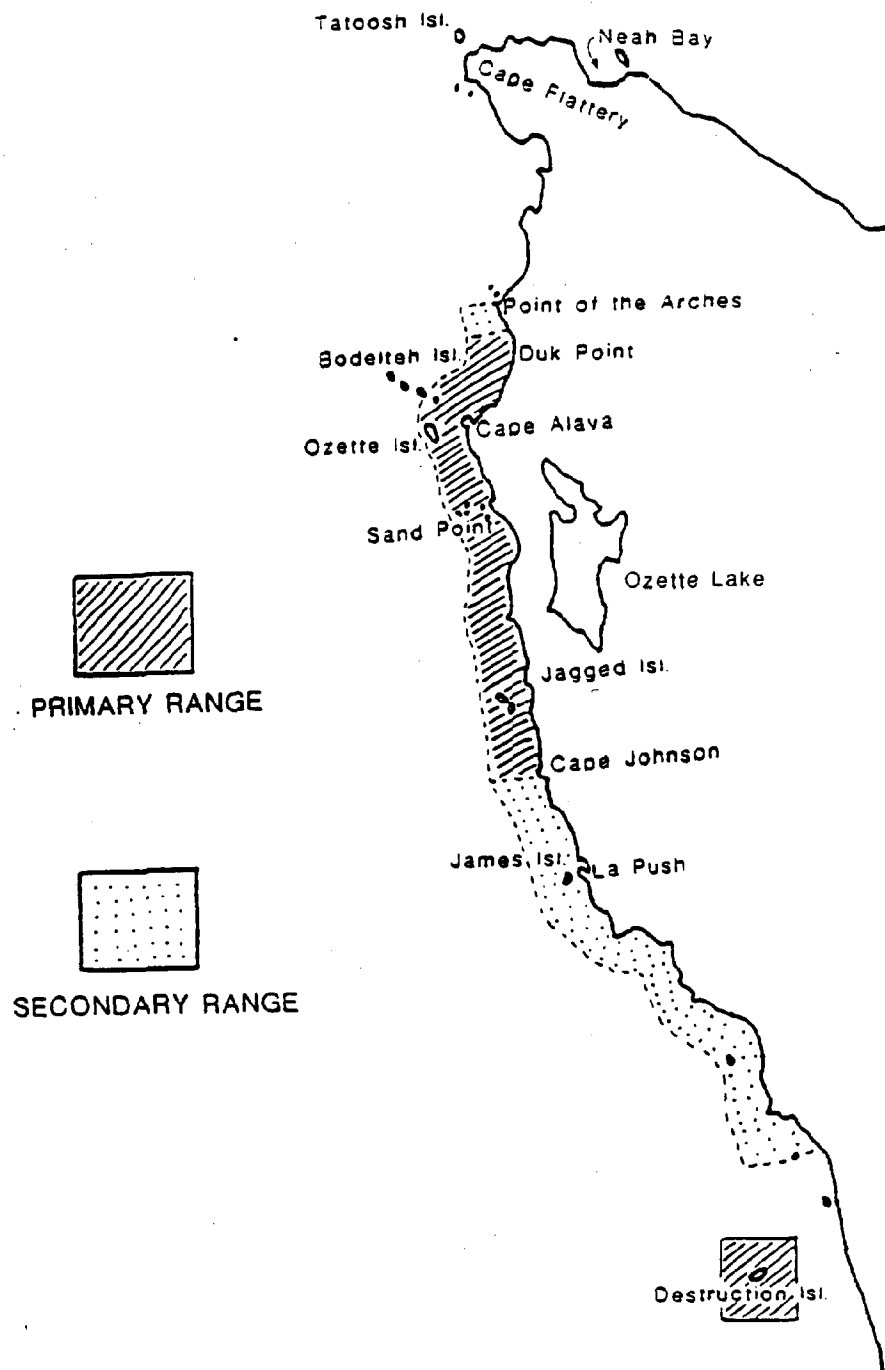 Tatoosh Isl.
Neah Bay
Cape Flattery
Point of the Arches
Bodelteh Isl.
Duk Point
Cape Alava
Ozette Isl.
Sand Point
Ozette Lake
Jagged Isl.
PRIMARY RANGE
Cape Johnson
James Isl.
La Push
SECONDARY RANGE
Destruction Isl.